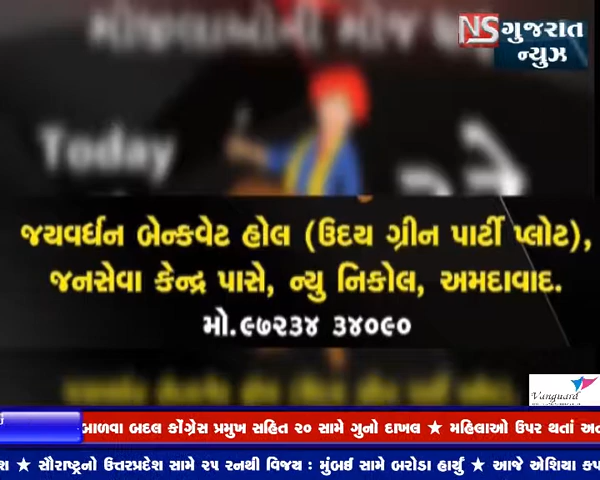 NS ગુજરાત
ન્યુઝ
Today
જયવર્ધન બેન્કવેટ હોલ (ઉદય ગ્રીન પાર્ટી પ્લોટ),
જનસેવા કેન્દ્ર પાસે, ન્યુ નિકોલ, અમદાવાદ.
મો.૯૭૨૩૪ ૩૪૦૯૦
Vanguard
બાળવા બદલ કોંગ્રેસ પ્રમુખ સહિત ૨૦ સામે ગુનો દાખલ ★ મહિલાઓ ઉપર થતાં
★ સૌરાષ્ટ્રનો ઉત્તરપ્રદેશ સામે ૨૫ રનથી વિજય : મુંબઈ સામે બરોડા હાર્યું ★ આજે એશિયા કપ